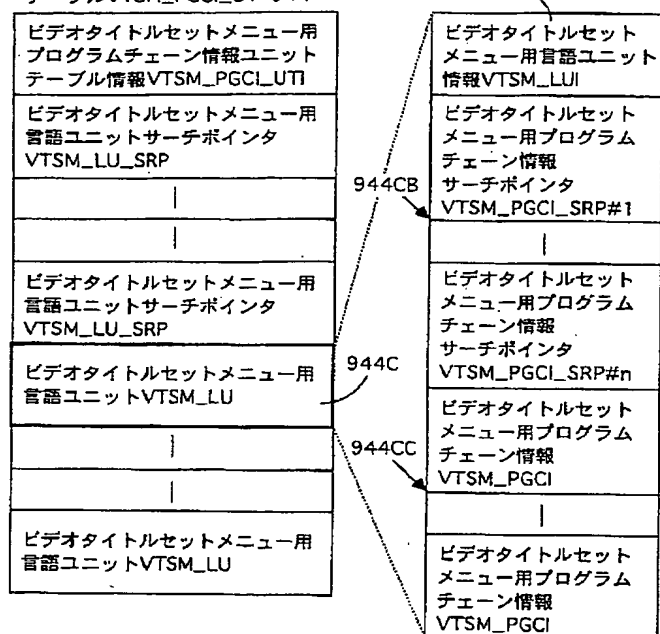 ビデオタイトルセットメニュー用
プログラムチェーン情報ユニット
テーブル情報VTSM_PGCI_UTI
ビデオタイトルセットメニュー用
言語ユニットサーチポインタ
VTSM_LU_SRP
ビデオタイトルセットメニュー用
言語ユニットサーチポインタ
VTSM_LU_SRP
ビデオタイトルセットメニュー用
言語ユニットVTSM_LU
ビデオタイトルセットメニュー用
言語ユニットVTSM_LU
944CB
944C
944CC
ビデオタイトルセット
メニュー用言語ユニット
情報VTSM_LUI
ビデオタイトルセット
メニュー用プログラム
チェーン情報
サーチポインタ
VTSM_PGCI_SRP#1
ビデオタイトルセット
メニュー用プログラム
チェーン情報
サーチポインタ
VTSM_PGCI_SRP#n
ビデオタイトルセット
メニュー用プログラム
チェーン情報
VTSM_PGCI
ビデオタイトルセット
メニュー用プログラム
チェーン情報
VTSM_PGCI